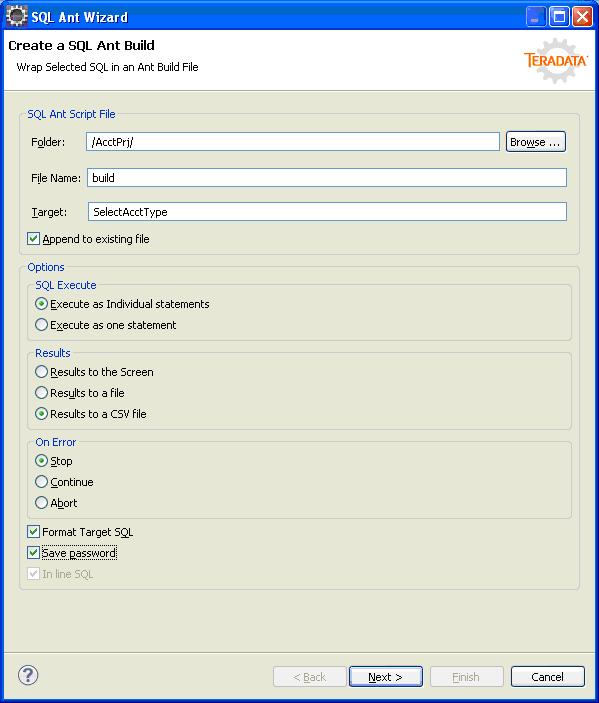 SQL Ant Wizard
Create a SQL Ant Build
Wrap Selected SQL in an Ant Build File
TERADATA
SQL Ant Script File
Folder: /AcctPrj/ Browse ...
File Name: build
Target: SelectAcctType
Append to existing file
Options
SQL Execute
Execute as Individual statements
Execute as one statement
Results
Results to the Screen
Results to a file
Results to a CSV file
On Error
Stop
Continue
Abort
Format Target SQL
Save password
In line SQL
? < Back Next > Finish Cancel